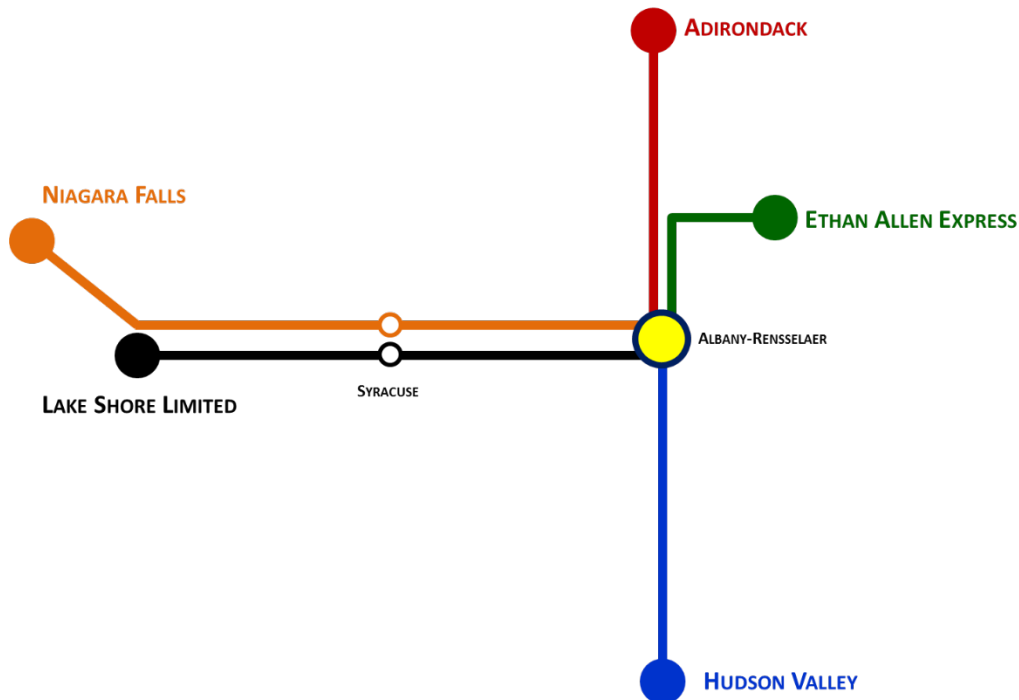 Adirondack
Niagara Falls
Ethan Allen Express
Albany-Rensselaer
Syracuse
Lake Shore Limited
Hudson Valley